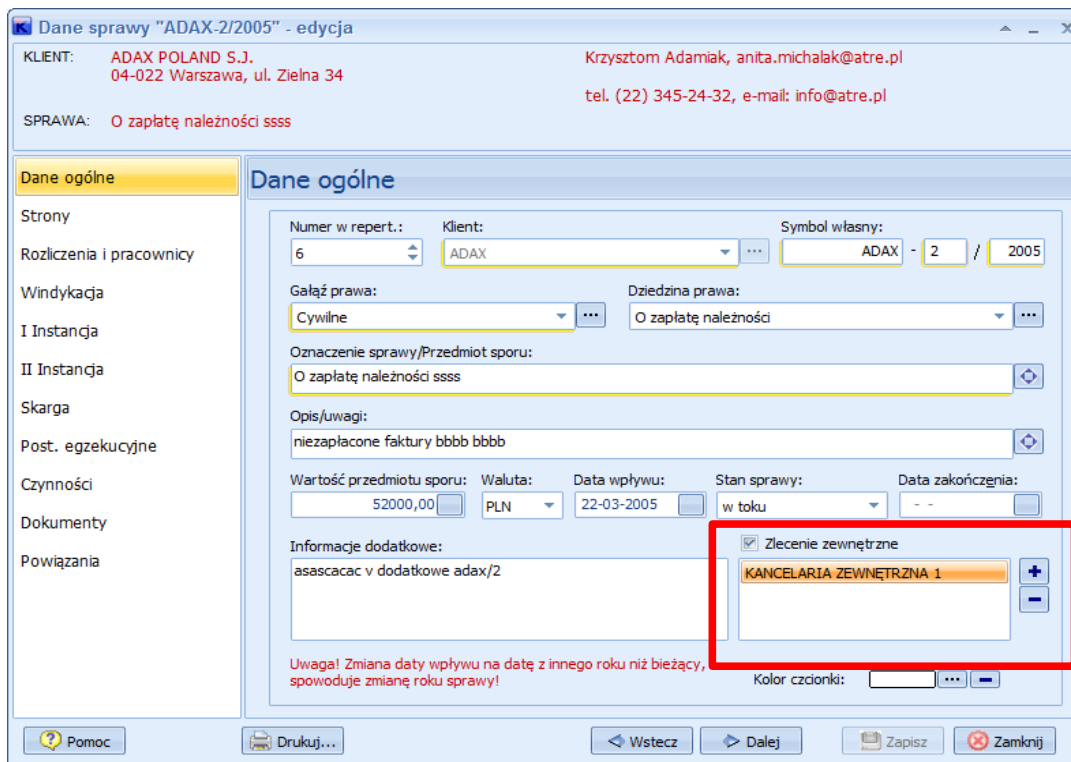 Dane sprawy "ADAX-2/2005" - edycja
KLIENT: ADAX POLAND S.J. Krzysztom Adamiak, anita.michalak@atre.pl
04-022 Warszawa, ul. Zielna 34
tel. (22) 345-24-32, e-mail: info@atre.pl
SPRAWA: O zapłatę należności ssss
Dane ogólne
Strony
Rozliczenia i pracownicy
Windykacja
I Instancja
II Instancja
Skarga
Post. egzekucyjne
Czynności
Dokumenty
Powiązania
Dane ogólne
Numer w repert.: Klient: Symbol własny:
6 ADAX ADAX - 2 / 2005
Gałąź prawa: Dziedzina prawa:
Cywilne O zapłatę należności
Oznaczenie sprawy/Przedmiot sporu:
O zapłatę należności ssss
Opis/uwagi:
niezapłacone faktury bbbb bbbb
Wartość przedmiotu sporu: Waluta: Data wpływu: Stan sprawy: Data zakończenia:
52000,00 PLN 22-03-2005 w toku - -
Informacje dodatkowe: Zlecenie zewnętrzne
asascacac v dodatkowe adax/2 KANCELARIA ZEWNĘTRZNA 1
Uwaga! Zmiana daty wpływu na datę z innego roku niż bieżący,
spowoduje zmianę roku sprawy! Kolor czcionki:
Pomoc Drukuj... Wstecz Dalej Zapisz Zamknij